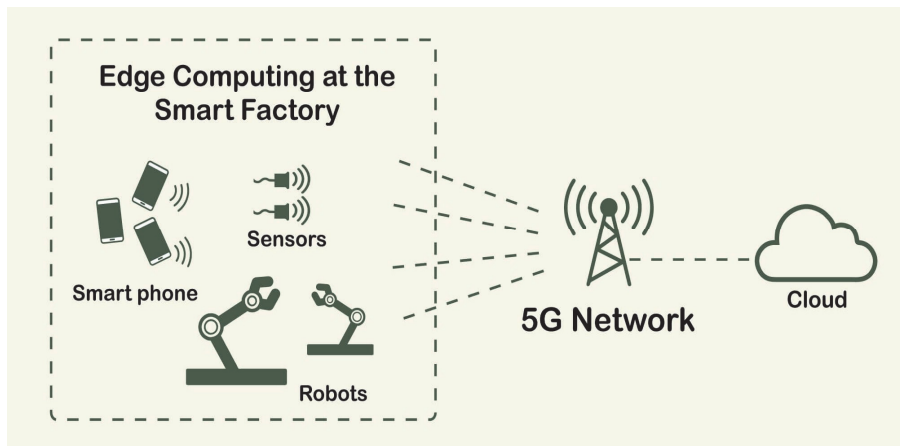 Edge Computing at the
Smart Factory
Sensors
Smart phone
Robots
5G Network
Cloud